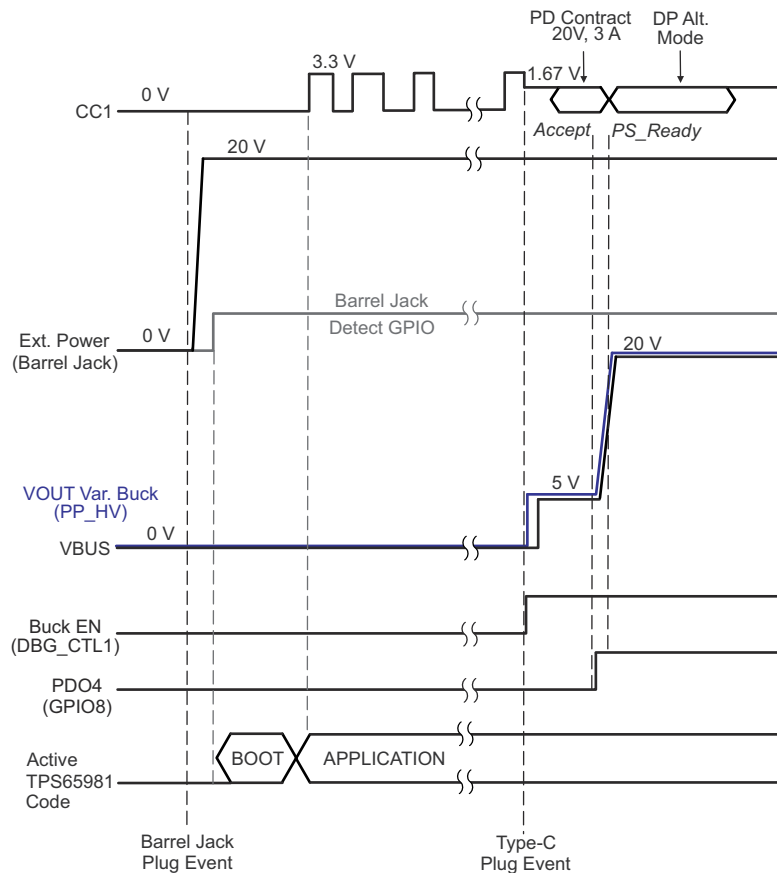 PD Contract
20V, 3 A
DP Alt.
Mode
3.3 V
1.67 V
0 V
CC1
Accept
PS_Ready
20 V
Barrel Jack
Detect GPIO
Ext. Power
(Barrel Jack)
0 V
20 V
VOUT Var. Buck
(PP_HV)
5 V
0 V
VBUS
Buck EN
(DBG_CTL1)
PDO4
(GPIO8)
Active
TPS65981
Code
BOOT
APPLICATION
Barrel Jack
Plug Event
Type-C
Plug Event